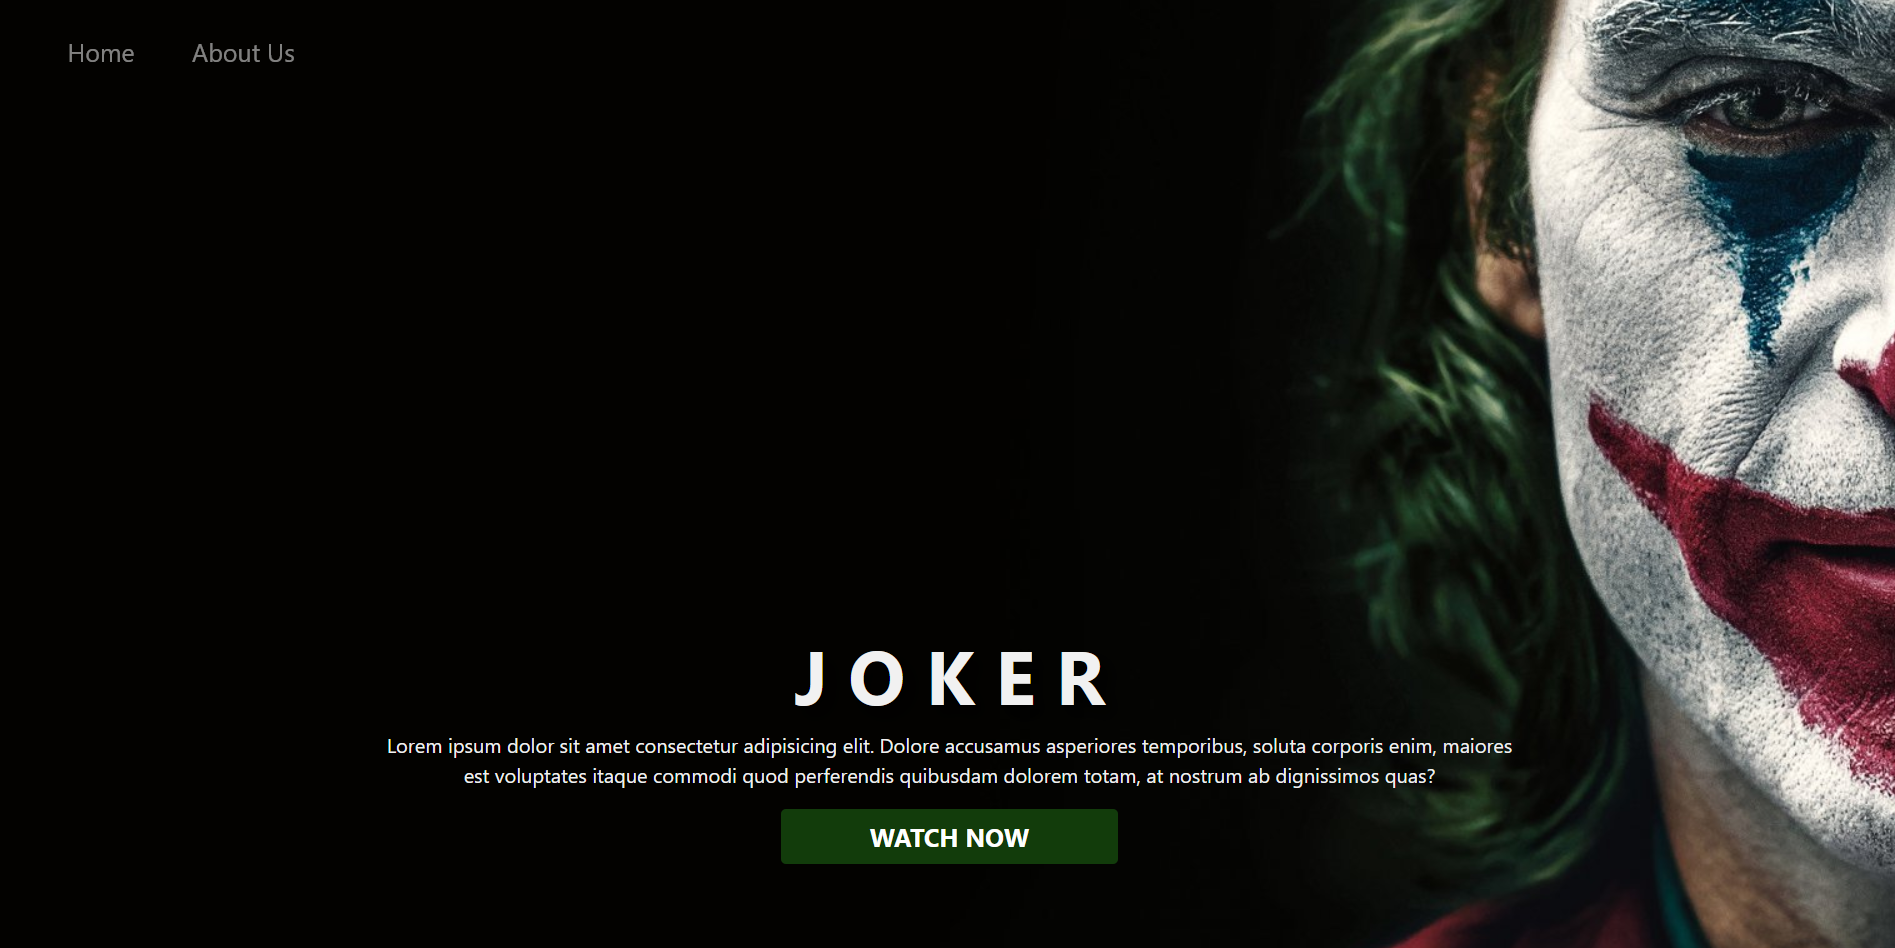 Home About Us
JOKER
Lorem ipsum dolor sit amet consectetur adipisicing elit. Dolore accusamus asperiores temporibus, soluta corporis enim, maiores
est voluptates itaque commodi quod perferendis quibusdam dolorem totam, at nostrum ab dignissimos quas?
WATCH NOW